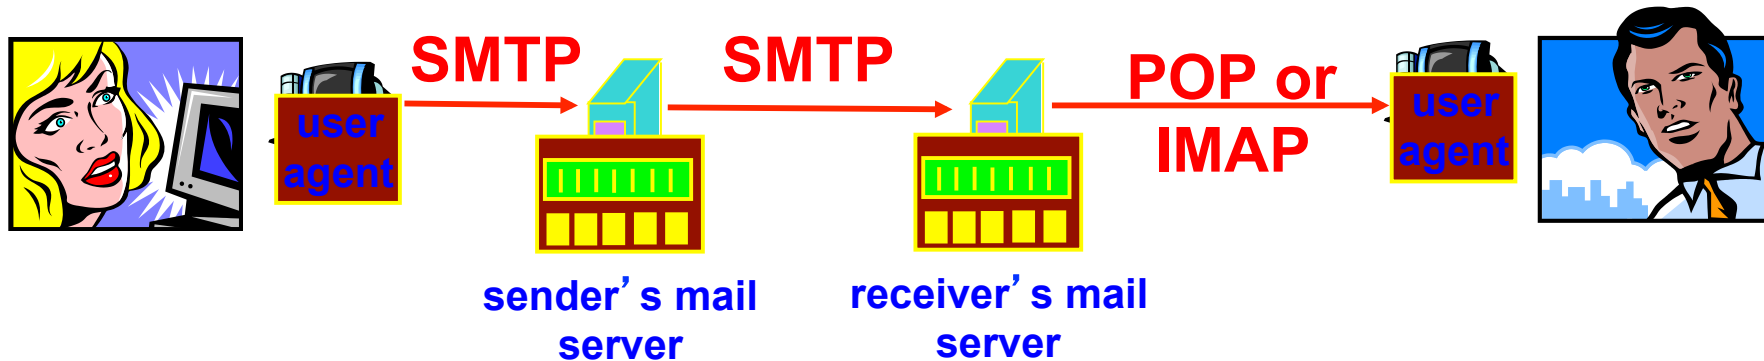 SMTP
SMTP
POP or
IMAP
user
agent
user
agent
sender’s mail
server
receiver’s mail
server